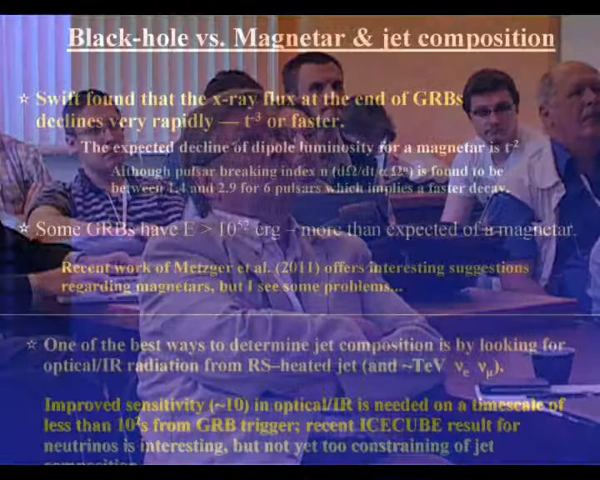 Black-hole vs. Magnetar & jet composition
☆ Swift found that the x-ray flux at the end of GRBs
declines very rapidly — t⁻³ or faster.
The expected decline of dipole luminosity for a magnetar is t⁻²
Although pulsar breaking index n (dΩ/dt α Ωⁿ) is found to be
between 1.4 and 2.9 for 6 pulsars which implies a faster decay.
☆ Some GRBs have E > 10⁵² erg – more than expected of a magnetar.
Recent work of Metzger et al. (2011) offers interesting suggestions
regarding magnetars, but I see some problems...
☆ One of the best ways to determine jet composition is by looking for
optical/IR radiation from RS–heated jet (and ~TeV νₑ ν_μ).
Improved sensitivity (~10) in optical/IR is needed on a timescale of
less than 10²s from GRB trigger; recent ICECUBE result for
neutrinos is interesting, but not yet too constraining of jet
composition.